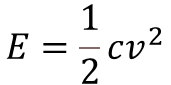 E = 1/2 cv²